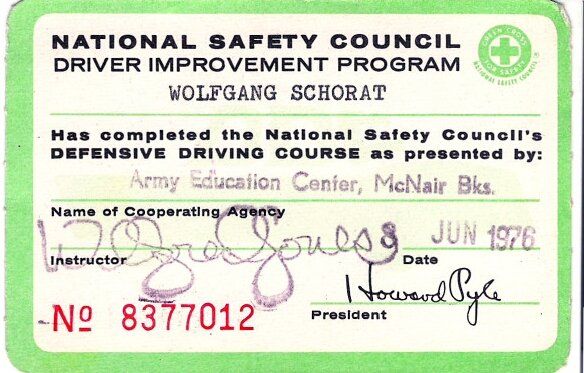 NATIONAL SAFETY COUNCIL
DRIVER IMPROVEMENT PROGRAM
GREEN CROSS
FOR SAFETY
NATIONAL SAFETY COUNCIL
®
WOLFGANG SCHORAT
Has completed the National Safety Council's
DEFENSIVE DRIVING COURSE as presented by:
Army Education Center, McNair Bks.
Name of Cooperating Agency
8 JUN 1976
Instructor
Date
Howard Pyle
Nº 8377012
President